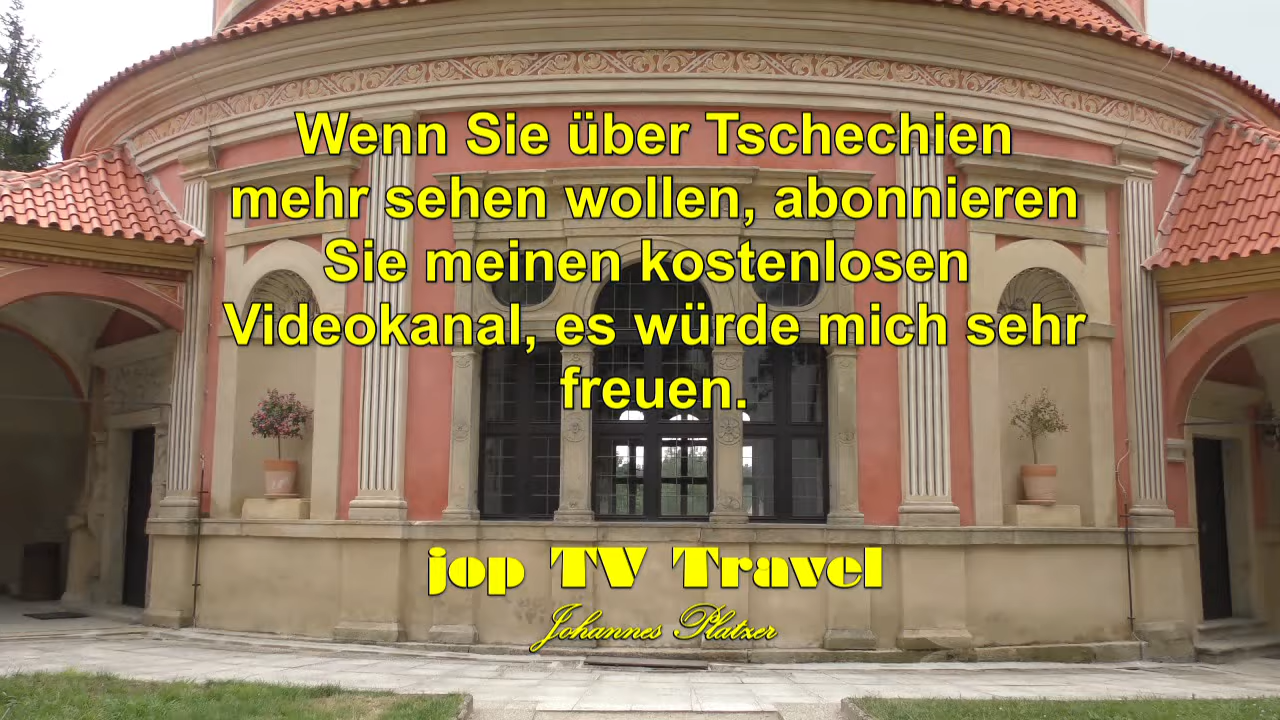 Wenn Sie über Tschechien
mehr sehen wollen, abonnieren
Sie meinen kostenlosen
Videokanal, es würde mich sehr
freuen.
jop TV Travel
Johannes Platzer